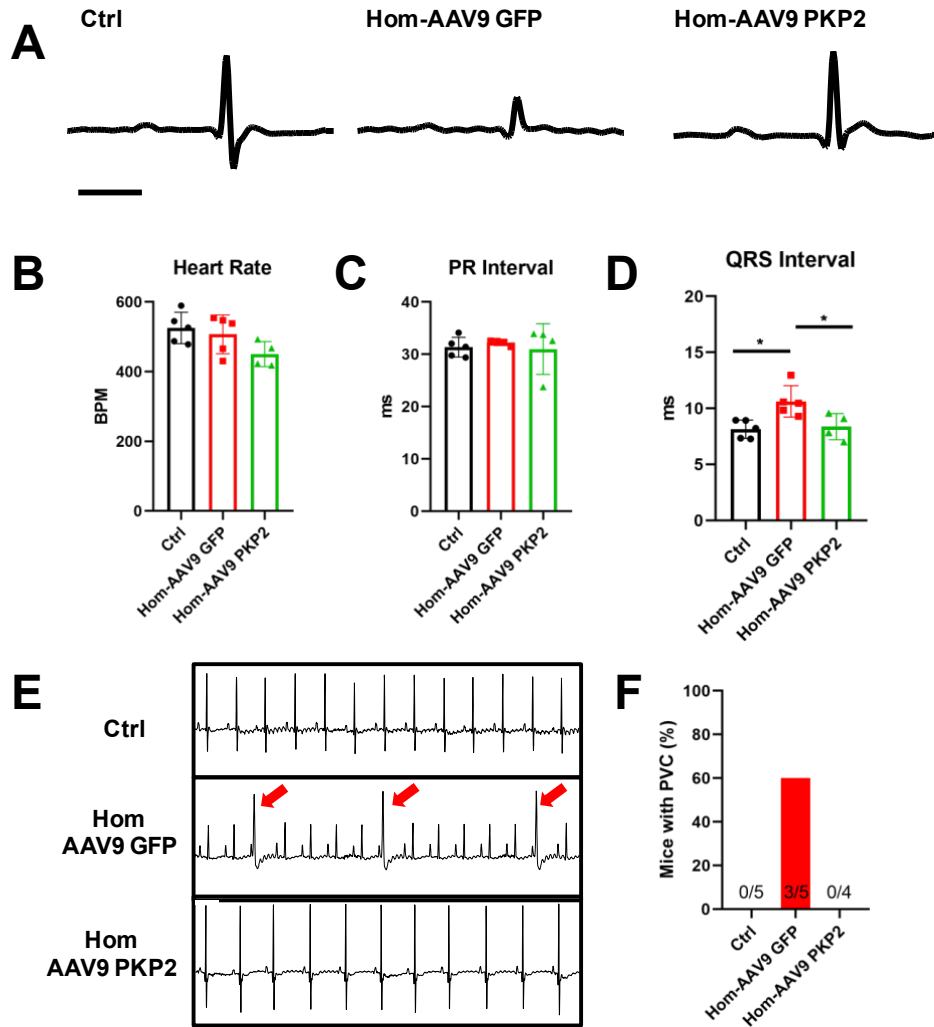 A
Ctrl
Hom-AAV9 GFP
Hom-AAV9 PKP2
B
Heart Rate
600
400
200
0
BPM
Ctrl
Hom-AAV9 GFP
Hom-AAV9 PKP2
C
PR Interval
40
30
20
10
0
ms
Ctrl
Hom-AAV9 GFP
Hom-AAV9 PKP2
D
QRS Interval
20
15
10
5
0
ms
*
*
Ctrl
Hom-AAV9 GFP
Hom-AAV9 PKP2
E
Ctrl
Hom
AAV9 GFP
Hom
AAV9 PKP2
F
100
80
60
40
20
0
Mice with PVC (%)
0/5
3/5
0/4
Ctrl
Hom-AAV9 GFP
Hom-AAV9 PKP2